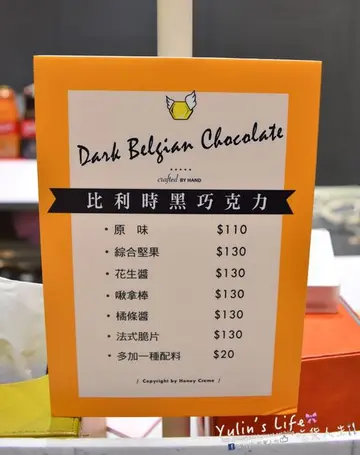 Dark Belgian Chocolate
crafted BY HAND
比利時黑巧克力
• 原 味 $110
• 綜合堅果 $130
• 花生醬 $130
• 啾拿棒 $130
• 橘條醬 $130
• 法式脆片 $130
• 多加一種配料 $20
/ Copyright by Honey Creme /
Yulin's Life